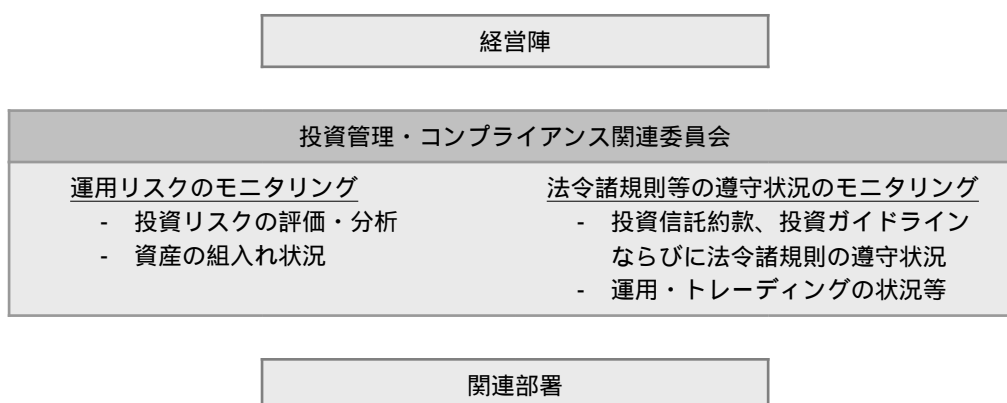 経営陣
投資管理・コンプライアンス関連委員会
運用リスクのモニタリング
- 投資リスクの評価・分析
- 資産の組入れ状況
法令諸規則等の遵守状況のモニタリング
- 投資信託約款、投資ガイドライン
ならびに法令諸規則の遵守状況
- 運用・トレーディングの状況等
関連部署